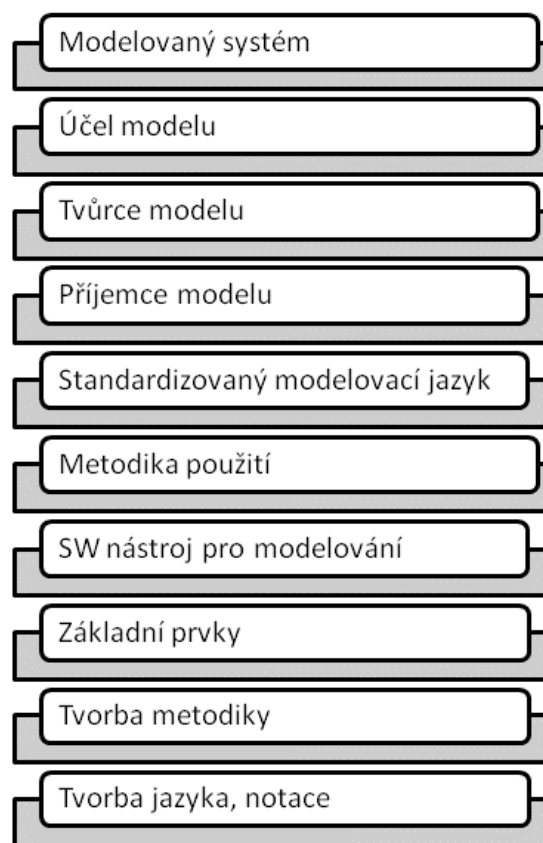 Modelovaný systém
Účel modelu
Tvůrce modelu
Příjemce modelu
Standardizovaný modelovací jazyk
Metodika použití
SW nástroj pro modelování
Základní prvky
Tvorba metodiky
Tvorba jazyka, notace